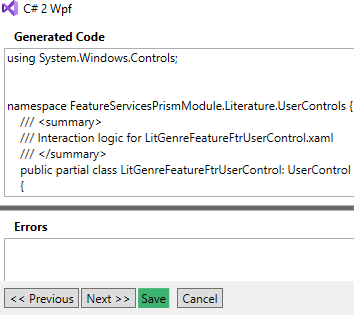 C# 2 Wpf
Generated Code
using System.Windows.Controls;
namespace FeatureServicesPrismModule.Literature.UserControls {
/// <summary>
/// Interaction logic for LitGenreFeatureFtrUserControl.xaml
/// </summary>
public partial class LitGenreFeatureFtrUserControl: UserControl
{
Errors
<< Previous Next >> Save Cancel